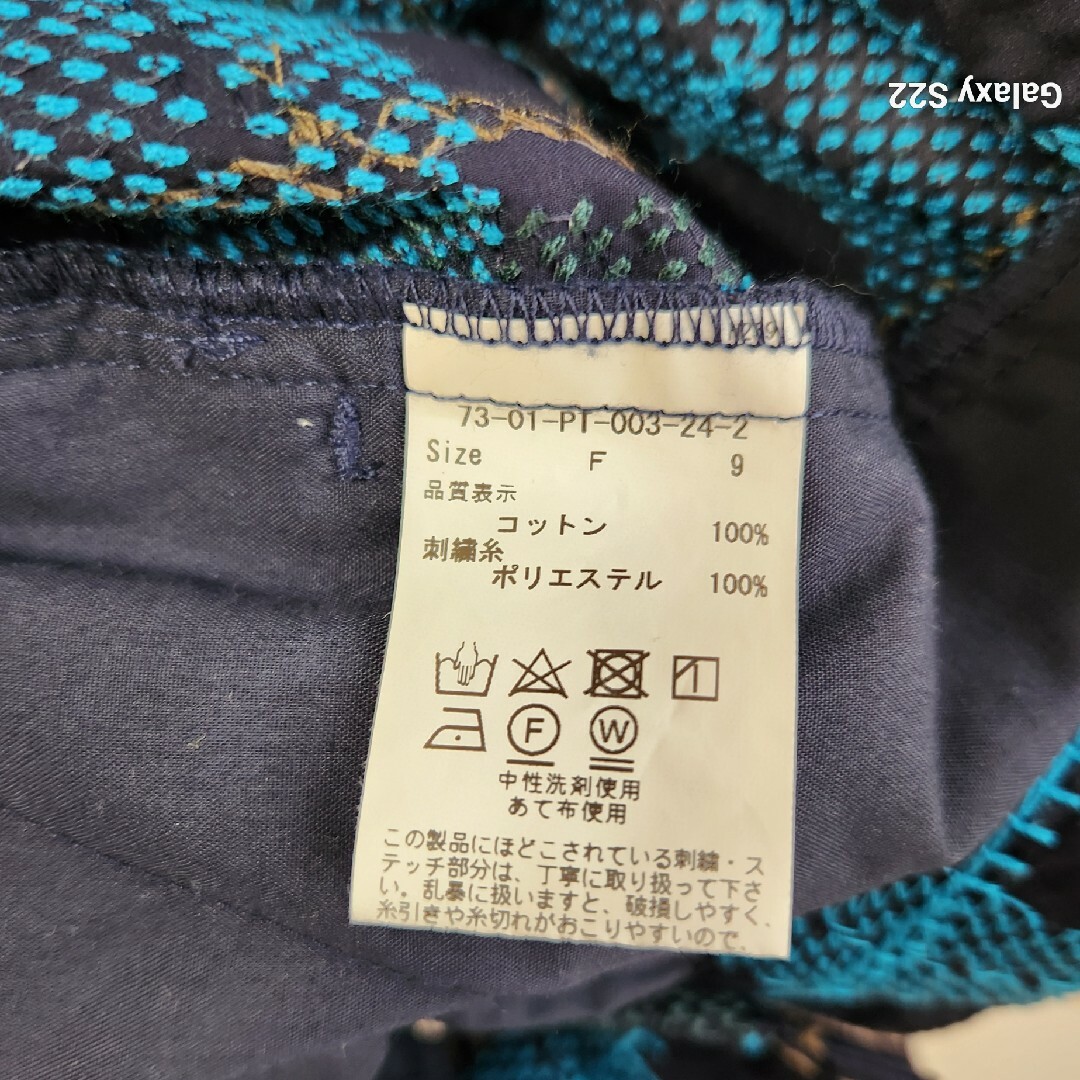 Galaxy S22
73-01-PT-003-24-2
Size F 9
品質表示
コットン 100%
刺繍糸
ポリエステル 100%
F W
中性洗剤使用
あて布使用
この製品にほどこされている刺繍・ス
テッチ部分は、丁寧に取り扱って下さ
い。乱暴に扱いますと、破損しやすく、
糸引きや糸切れがおこりやすいので、